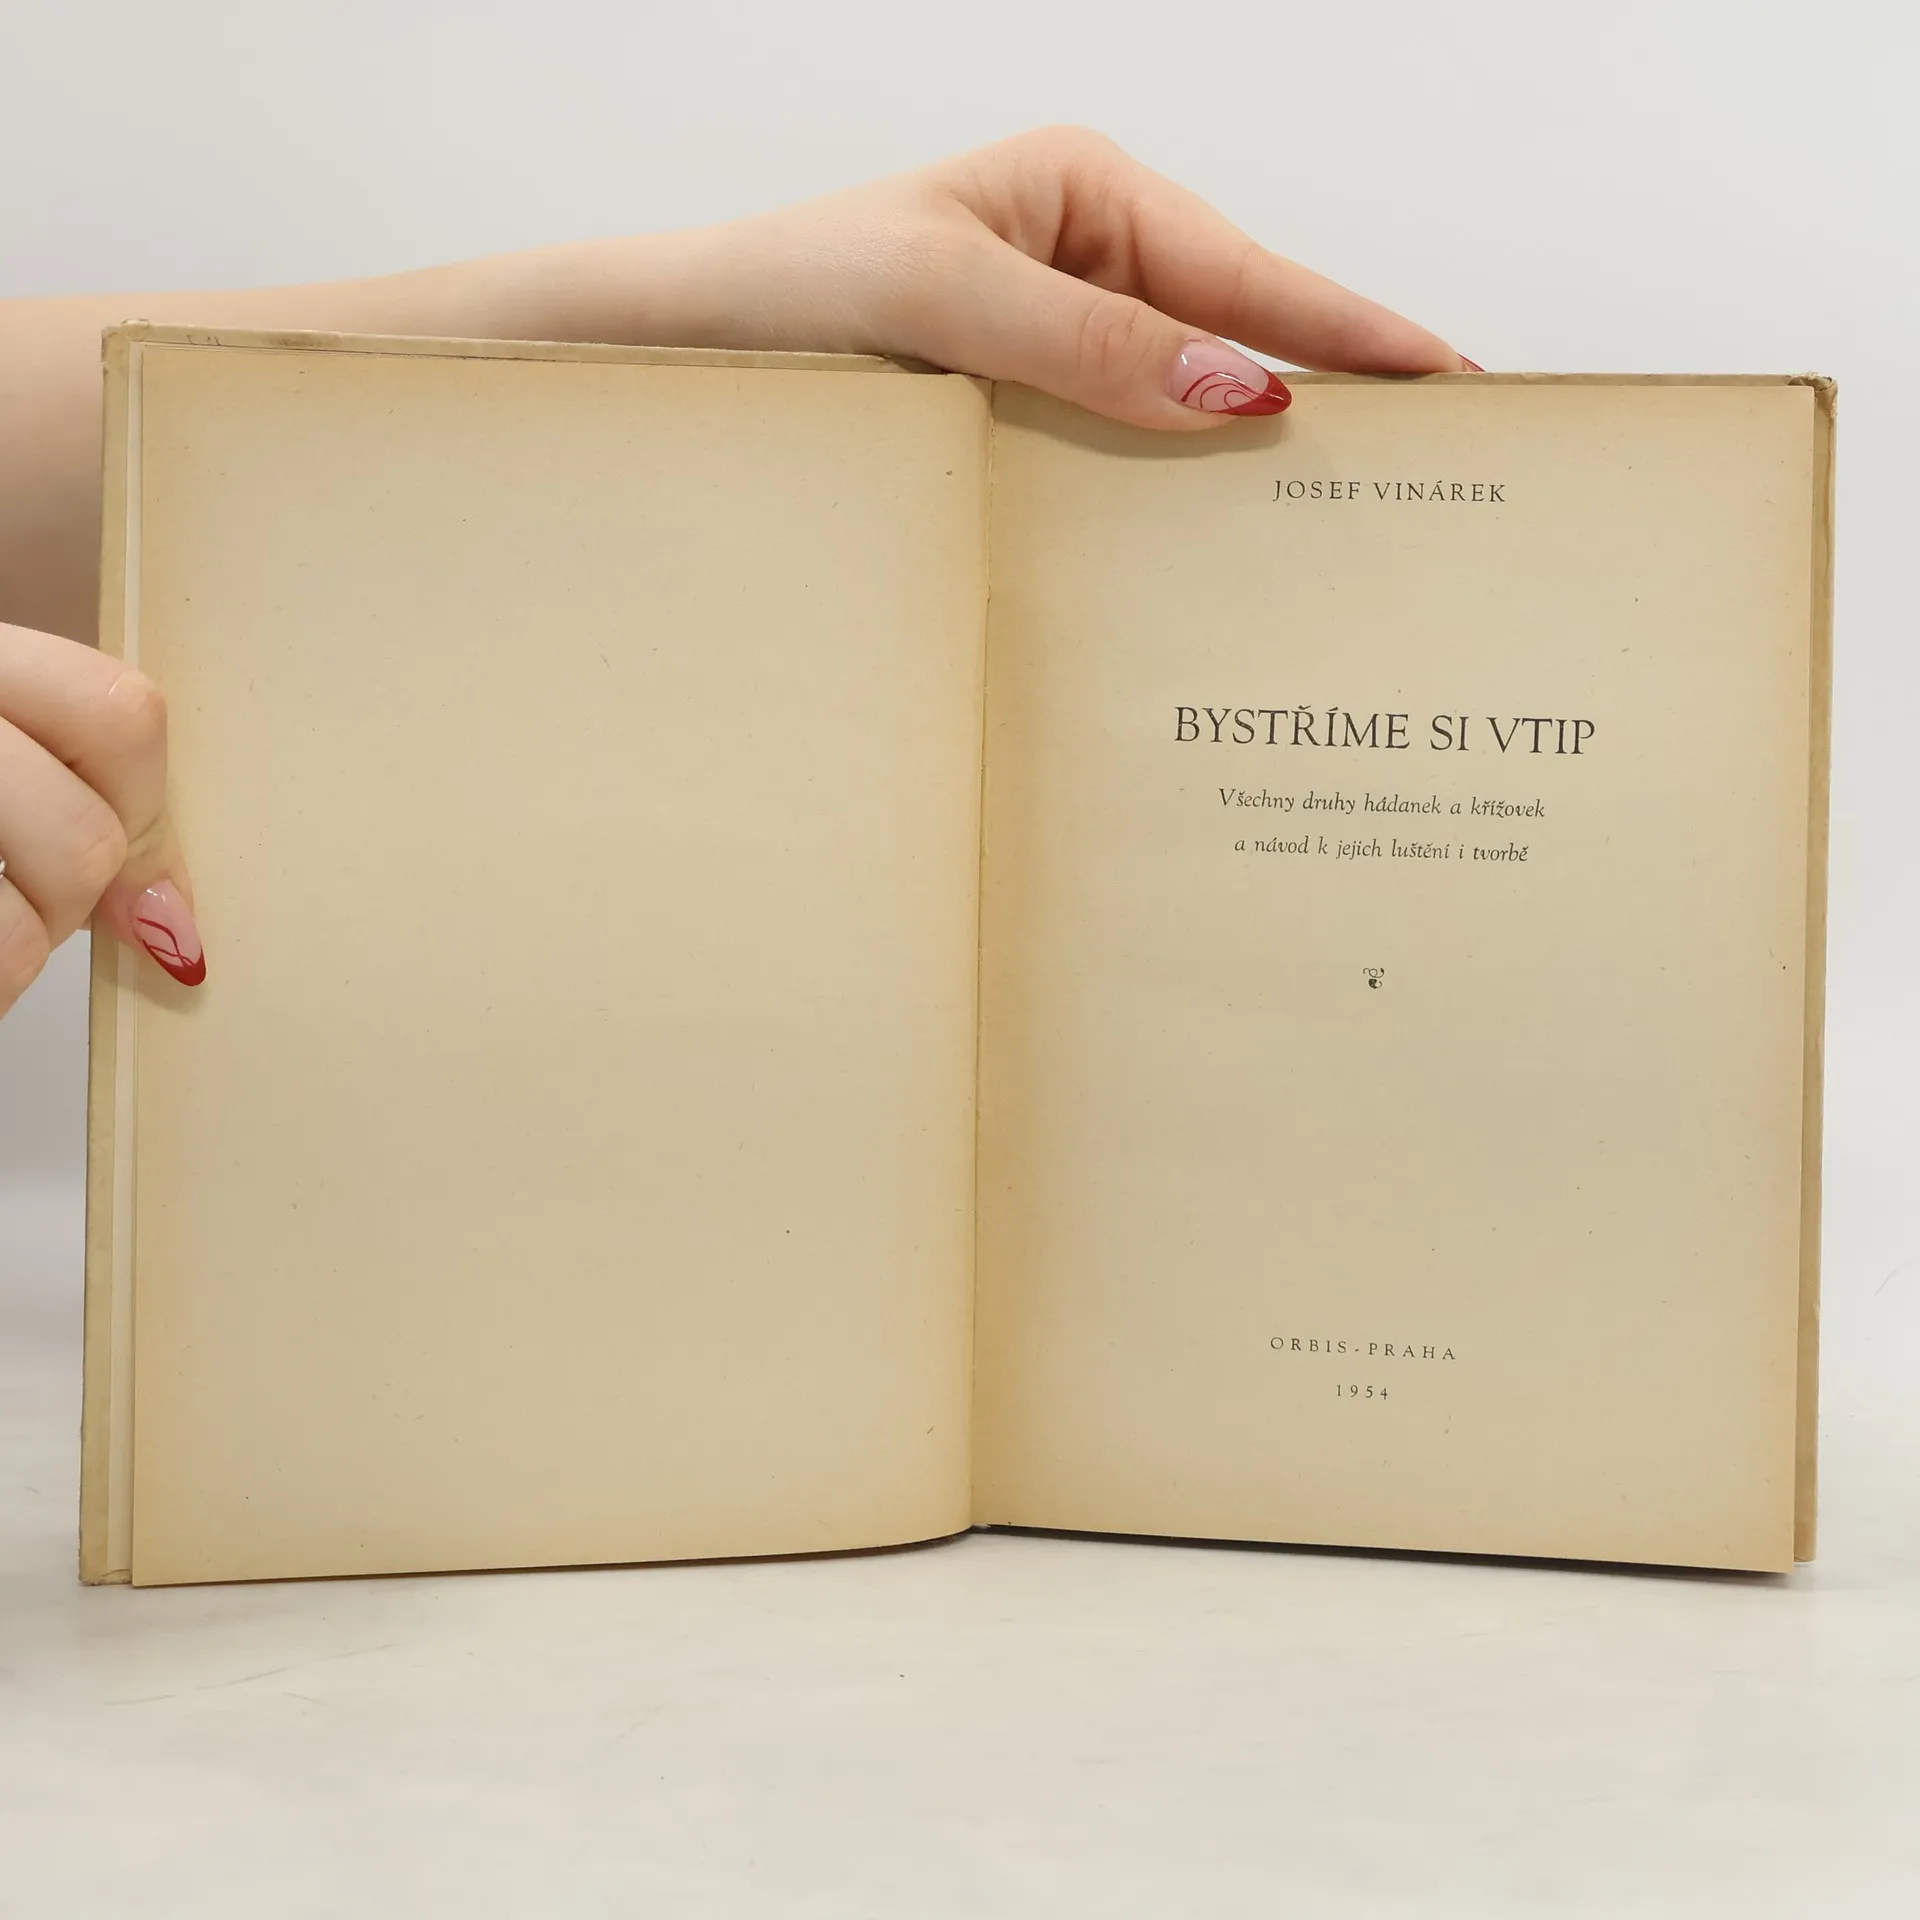 JOSEF VINÁREK
BYSTŘÍME SI VTIP
Všechny druhy hádanek a křížovek
a návod k jejich luštění i tvorbě
ORBIS-PRAHA
1954